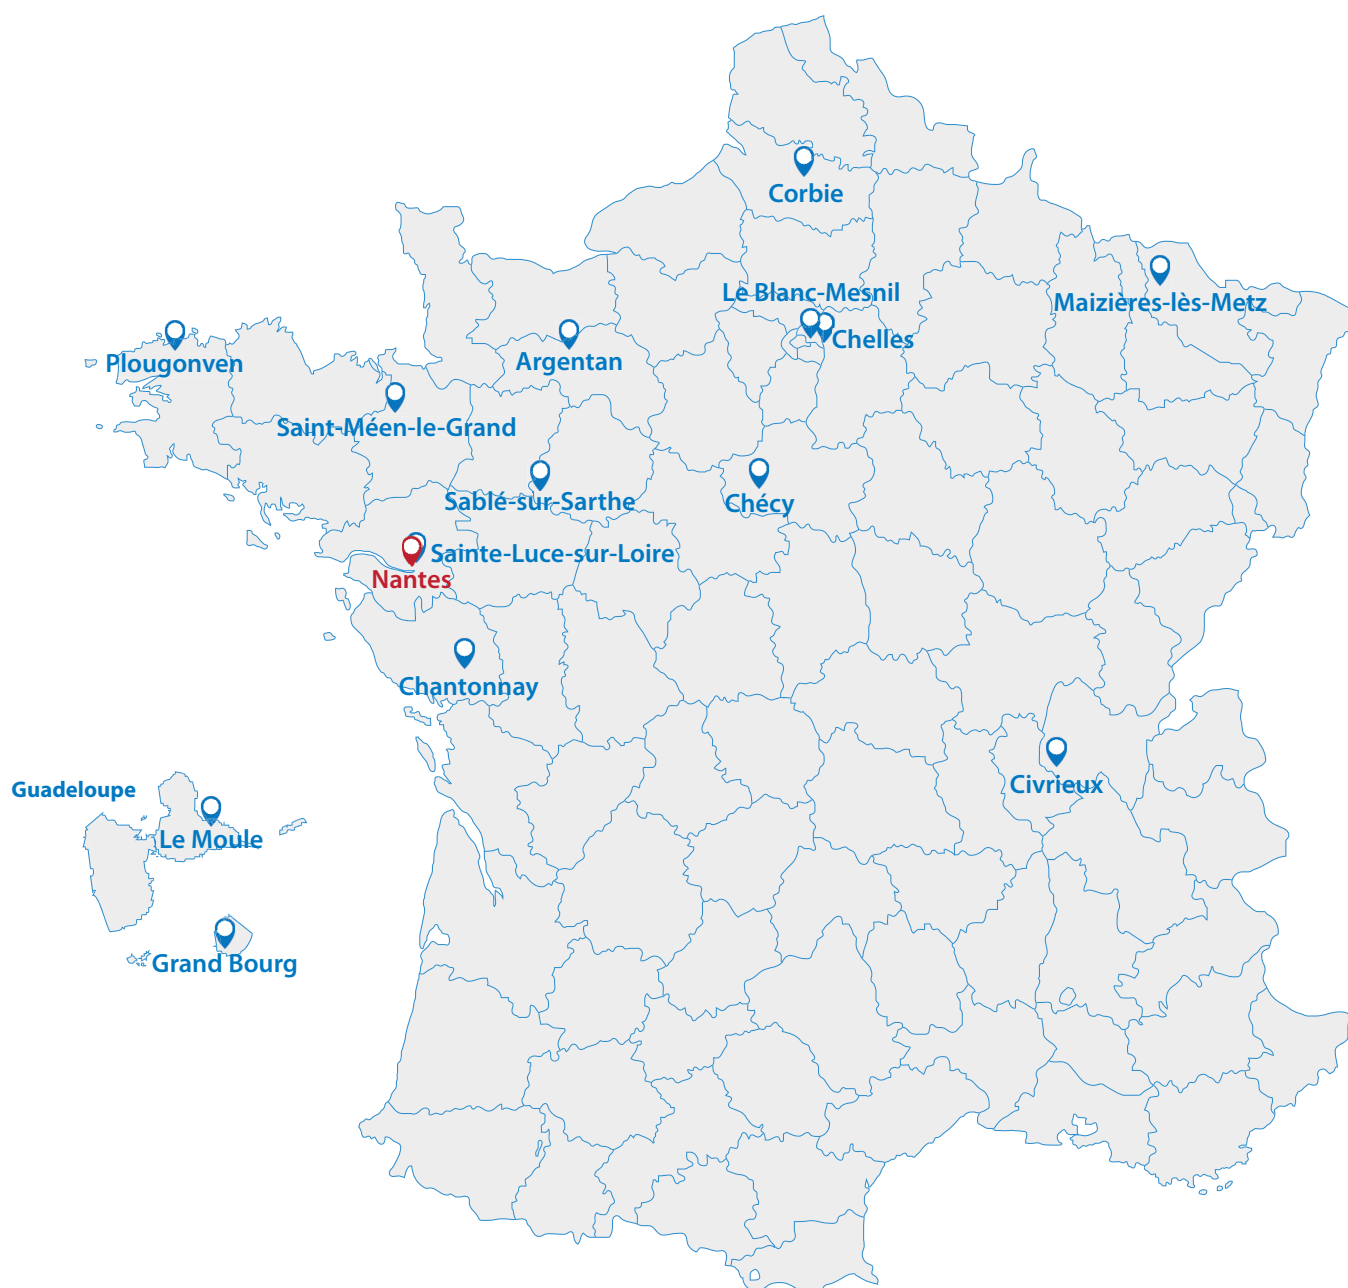 Corbie
Le Blanc-Mesnil
Maizières-lès-Metz
Chelles
Plougonven
Argentan
Saint-Méen-le-Grand
Sablé-sur-Sarthe
Chécy
Sainte-Luce-sur-Loire
Nantes
Chantonnay
Civrieux
Guadeloupe
Le Moule
Grand Bourg